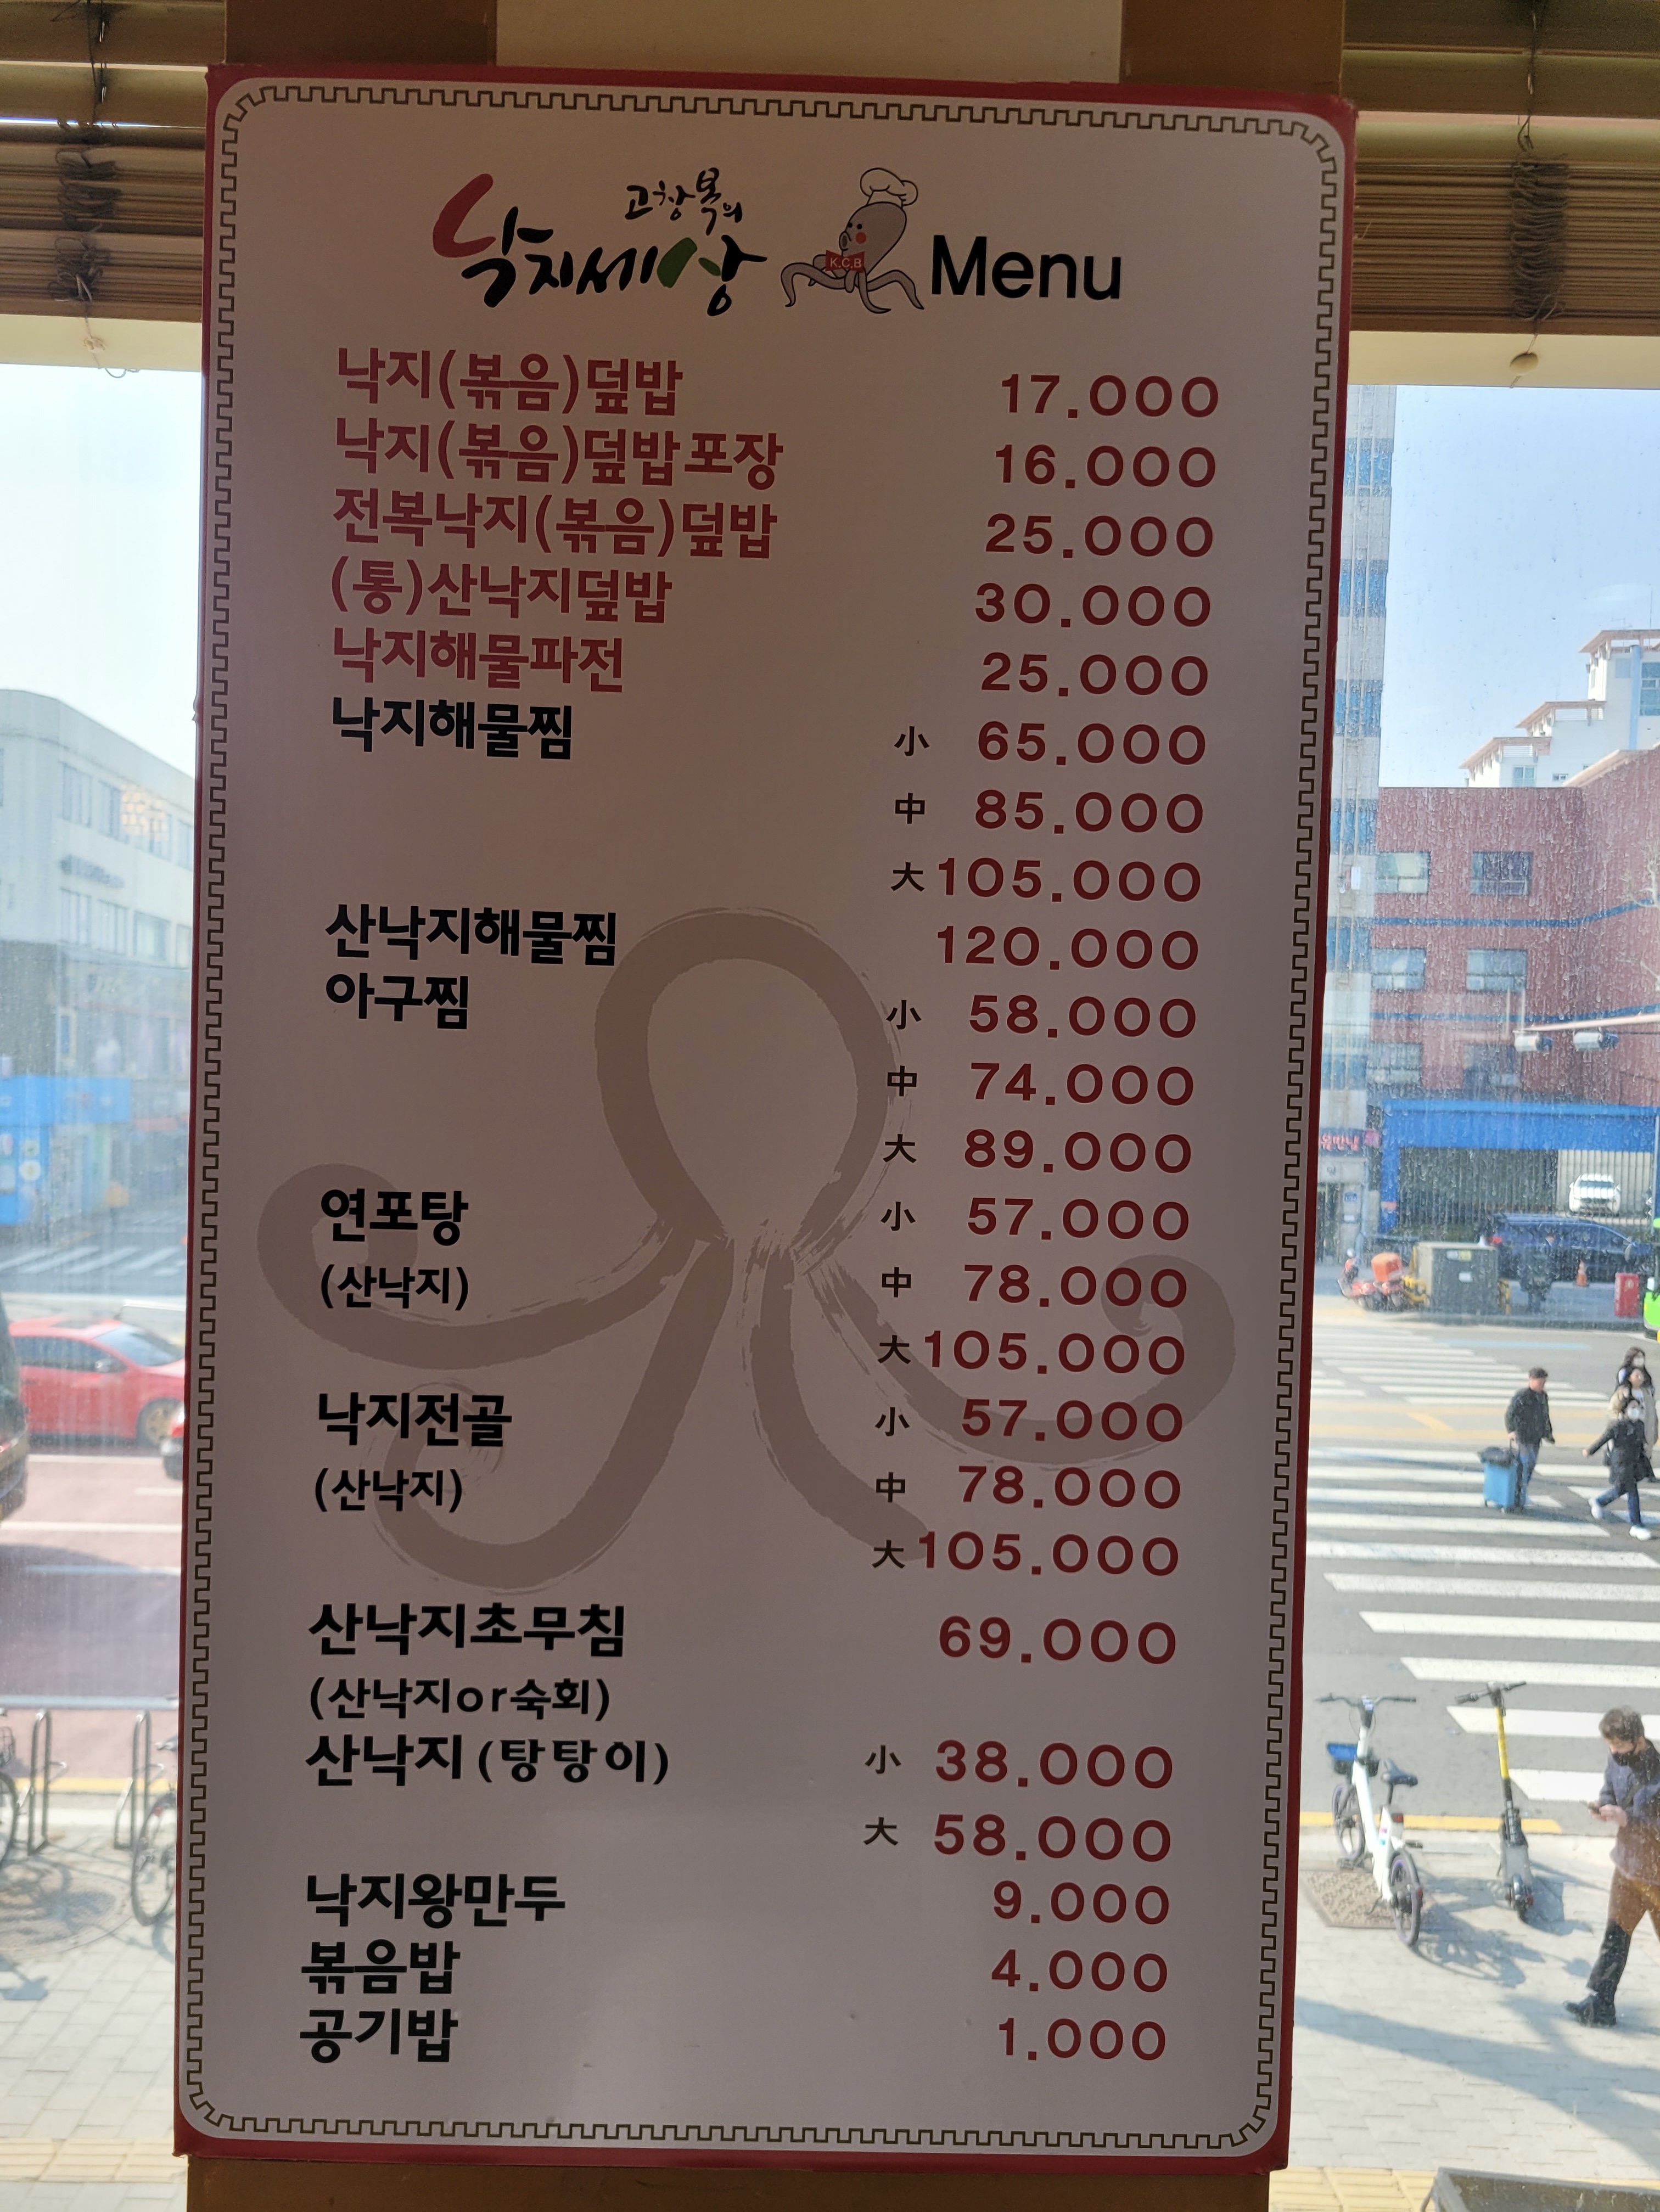 고창복의
낙지세상 K.C.B Menu
낙지(볶음)덮밥 17.000
낙지(볶음)덮밥포장 16.000
전복낙지(볶음)덮밥 25.000
(통)산낙지덮밥 30.000
낙지해물파전 25.000
낙지해물찜 小 65.000
中 85.000
大 105.000
산낙지해물찜 120.000
아구찜 小 58.000
中 74.000
大 89.000
연포탕 小 57.000
(산낙지) 中 78.000
大 105.000
낙지전골 小 57.000
(산낙지) 中 78.000
大 105.000
산낙지초무침 69.000
(산낙지or숙회)
산낙지(탕탕이) 小 38.000
大 58.000
낙지왕만두 9.000
볶음밥 4.000
공기밥 1.000